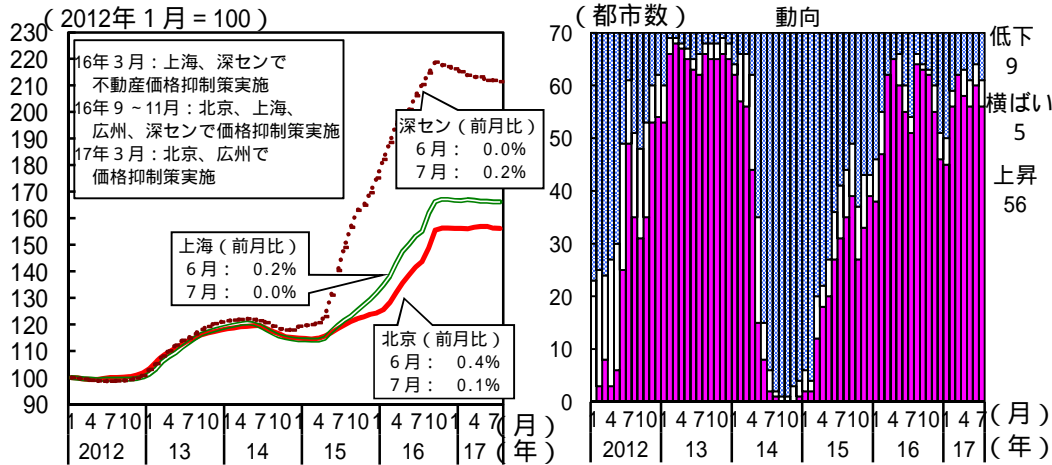 （2012年1月＝100）
230
220
210
200
190
180
170
160
150
140
130
120
110
100
90
16年3月：上海、深センで
不動産価格抑制策実施
16年9～11月：北京、上海、
広州、深センで価格抑制策実施
17年3月：北京、広州で
価格抑制策実施
深セン（前月比）
6月： 0.0%
7月： 0.2%
上海（前月比）
6月： 0.2%
7月： 0.0%
北京（前月比）
6月： 0.4%
7月： 0.1%
1 4 7 10 1 4 7 10 1 4 7 10 1 4 7 10 1 4 7 10 1 4 7 （月）
2012 13 14 15 16 17 （年）
（都市数） 動向
70
60
50
40
30
20
10
0
低下
9
横ばい
5
上昇
56
1 4 7 10 1 4 7 10 1 4 7 10 1 4 7 10 1 4 7 10 1 4 7 （月）
2012 13 14 15 16 17 （年）